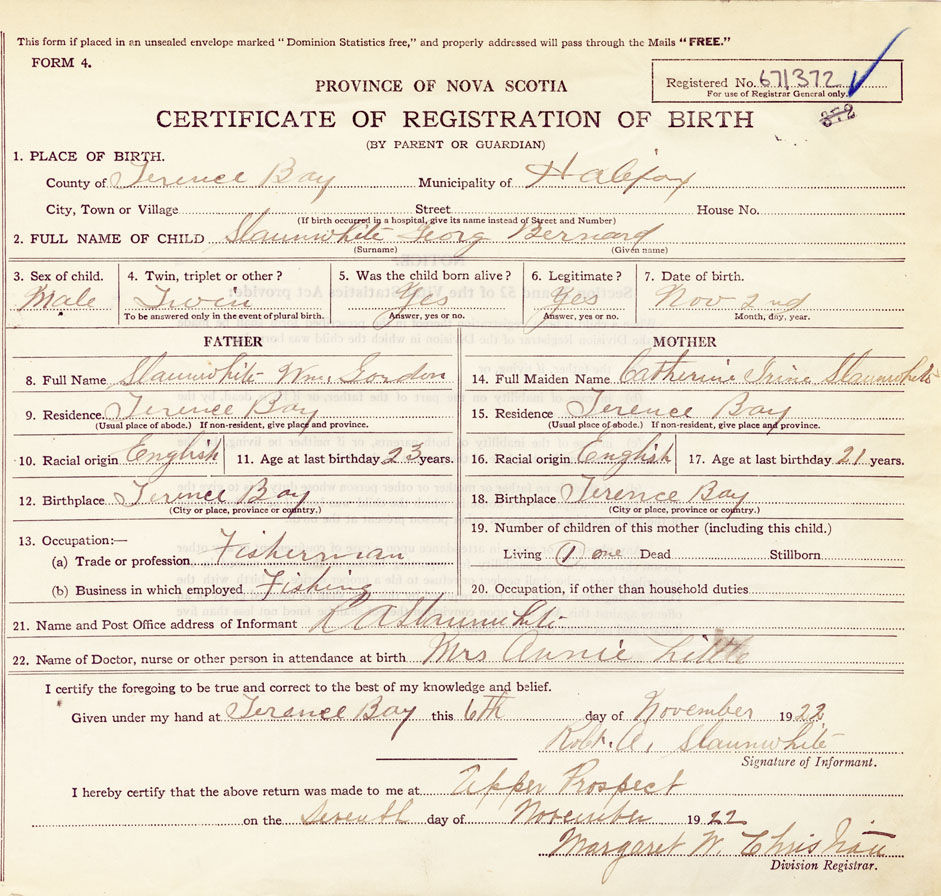 This form if placed in an unsealed envelope marked "Dominion Statistics free," and properly addressed will pass through the Mails "FREE."
FORM 4.
Registered No. 671372
For use of Registrar General only.
372
PROVINCE OF NOVA SCOTIA
CERTIFICATE OF REGISTRATION OF BIRTH
(BY PARENT OR GUARDIAN)
1. PLACE OF BIRTH.
County of Terence Bay Municipality of Halifax
City, Town or Village Street House No.
(If birth occurred in a hospital, give its name instead of Street and Number)
2. FULL NAME OF CHILD Slaunwhite Georg Bernard
(Surname) (Given name)
3. Sex of child. 4. Twin, triplet or other? 5. Was the child born alive? 6. Legitimate? 7. Date of birth.
Male Twin Yes Yes Nov 2nd
To be answered only in the event of plural birth. Answer, yes or no. Answer, yes or no. Month, day, year.
FATHER MOTHER
8. Full Name Slaunwhite Wm. Gordon 14. Full Maiden Name Catherine Irine Slaunwhite
9. Residence. Terence Bay 15. Residence Terence Bay
(Usual place of abode.) If non-resident, give place and province. (Usual place of abode.) If non-resident, give place and province.
10. Racial origin English 11. Age at last birthday 23 years. 16. Racial origin English 17. Age at last birthday 21 years.
12. Birthplace Terence Bay 18. Birthplace Terence Bay
(City or place, province or country.) (City or place, province or country.)
13. Occupation:— 19. Number of children of this mother (including this child.)
(a) Trade or profession Fisherman Living 1 one Dead Stillborn
(b) Business in which employed Fishing 20. Occupation, if other than household duties
21. Name and Post Office address of Informant R A Slaunwhite
22. Name of Doctor, nurse or other person in attendance at birth Mrs Annie Little
I certify the foregoing to be true and correct to the best of my knowledge and belief.
Given under my hand at Terence Bay this 6th day of November 1922
Robt. A. Slaunwhite
Signature of Informant.
I hereby certify that the above return was made to me at Upper Prospect
on the Seventh day of November 1922
Margaret W. Christian
Division Registrar.